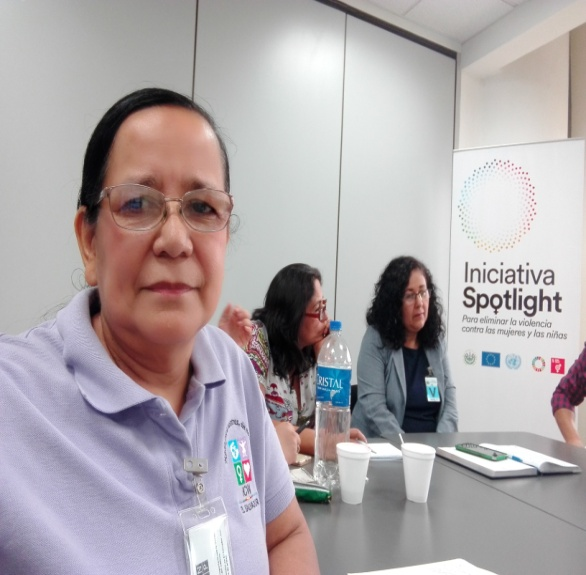 Iniciativa
Spotlight
Para eliminar la violencia
contra las mujeres y las niñas
CRISTAL
V